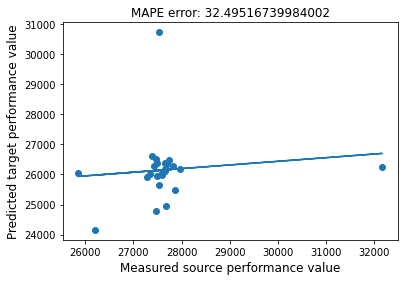 MAPE error: 32.49516739984002
Predicted target performance value
31000
30000
29000
28000
27000
26000
25000
24000
26000 27000 28000 29000 30000 31000 32000
Measured source performance value